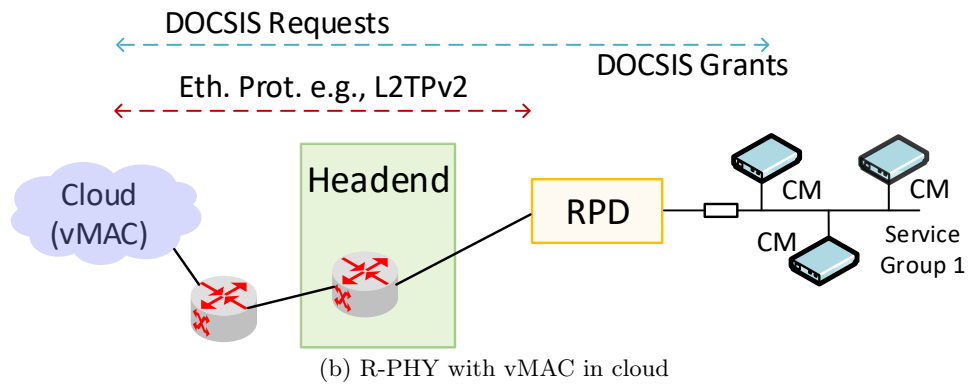 DOCSIS Requests
DOCSIS Grants
Eth. Prot. e.g., L2TPv2
Cloud
(vMAC)
Headend
RPD
CM
CM
CM
Service
Group 1
(b) R-PHY with vMAC in cloud